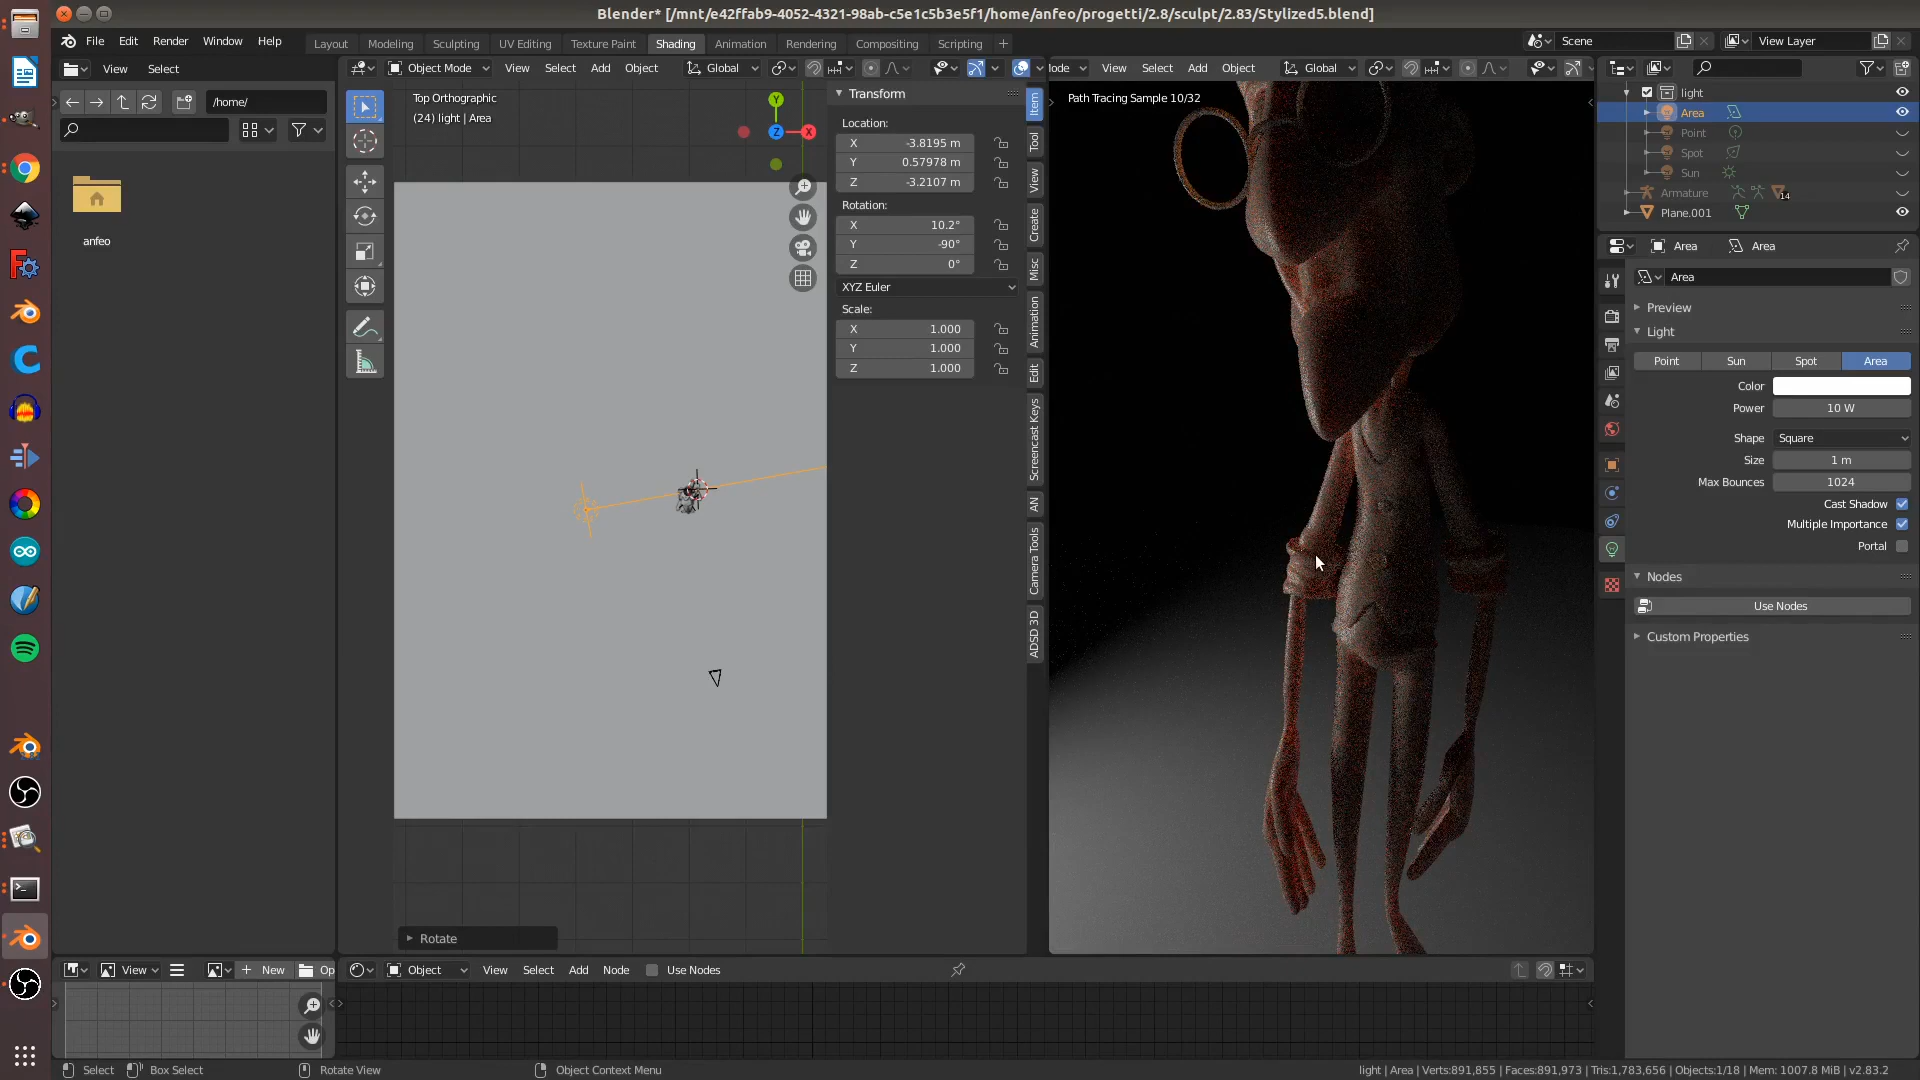 Blender* [/mnt/e42ffab9-4052-4321-98ab-c5e1c5b3e5f1/home/anfeo/progetti/2.8/sculpt/2.83/Stylized5.blend]
File Edit Render Window Help Layout Modeling Sculpting UV Editing Texture Paint Shading Animation Rendering Compositing Scripting Scene View Layer
View Select Object Mode View Select Add Object Global Mode View Select Add Object Global
/home/
anfeo
Top Orthographic
(24) light | Area
Y
Z
X
Transform
Location:
X -3.8195 m
Y 0.57978 m
Z -3.2107 m
Rotation:
X 10.2°
Y -90°
Z 0°
XYZ Euler
Scale:
X 1.000
Y 1.000
Z 1.000
Item
Tool
View
Create
Misc
Animation
Edit
Screencast Keys
AN
Camera Tools
ADSD 3D
Path Tracing Sample 10/32
light
Area
Point
Spot
Sun
Armature 14
Plane.001
Area Area
Area
Preview
Light
Point Sun Spot Area
Color
Power 10 W
Shape Square
Size 1 m
Max Bounces 1024
Cast Shadow
Multiple Importance
Portal
Nodes
Use Nodes
Custom Properties
Rotate
View New Op Object View Select Add Node Use Nodes
Select Box Select Rotate View Object Context Menu light | Area | Verts:891,855 | Faces:891,973 | Tris:1,783,656 | Objects:1/18 | Mem: 1007.8 MiB | v2.83.2